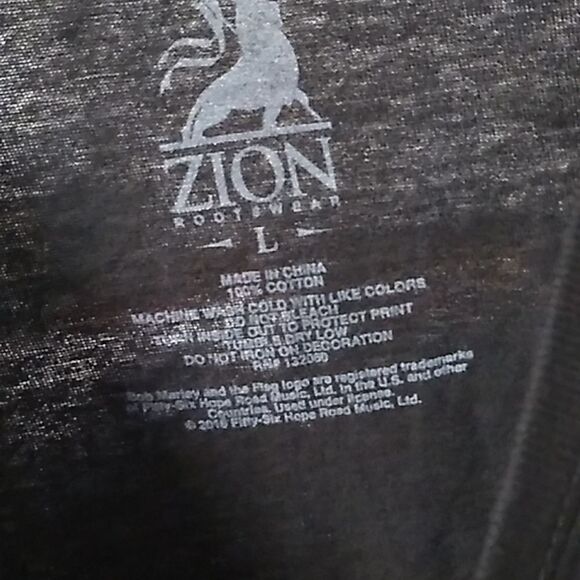 ZION
ROOTSWEAR
L
MADE IN CHINA
100% COTTON
MACHINE WASH COLD WITH LIKE COLORS
DO NOT BLEACH
TURN INSIDE OUT TO PROTECT PRINT
TUMBLE DRY LOW
DO NOT IRON ON DECORATION
RN# 132060
Bob Marley and the Flag logo are registered trademarks
of Fifty-Six Hope Road Music, Ltd. in the U.S. and other
Countries. Used under license.
© 2016 Fifty-Six Hope Road Music, Ltd.